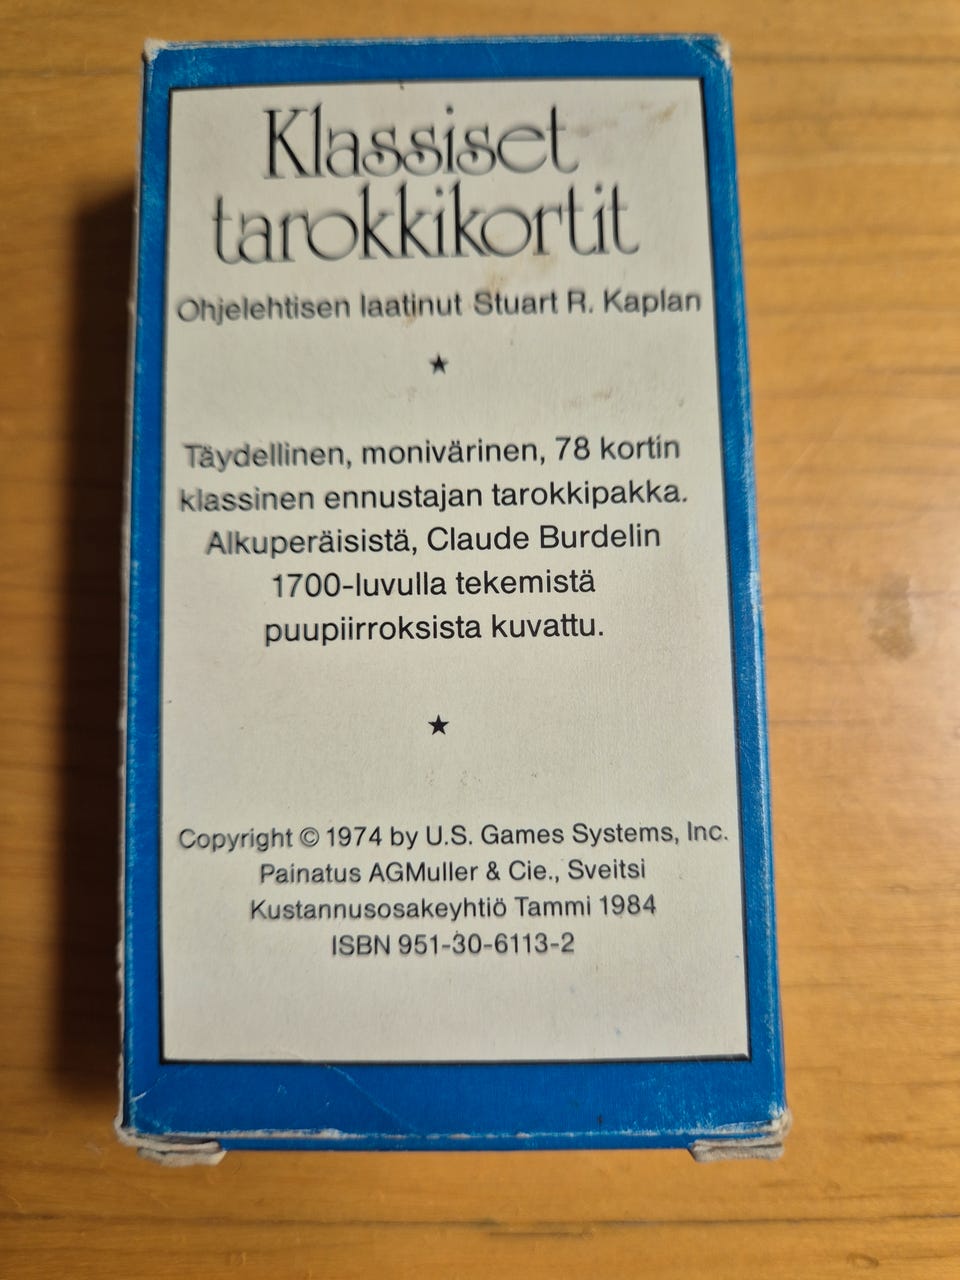 Klassiset
tarokkikortit
Ohjelehtisen laatinut Stuart R. Kaplan
★
Täydellinen, monivärinen, 78 kortin
klassinen ennustajan tarokkipakka.
Alkuperäisistä, Claude Burdelin
1700-luvulla tekemistä
puupiirroksista kuvattu.
★
Copyright © 1974 by U.S. Games Systems, Inc.
Painatus AGMuller & Cie., Sveitsi
Kustannusosakeyhtiö Tammi 1984
ISBN 951-30-6113-2